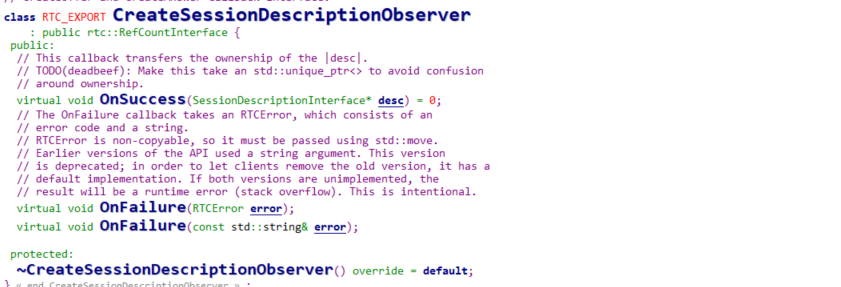 class RTC_EXPORT CreateSessionDescriptionObserver
: public rtc::RefCountInterface {
public:
// This callback transfers the ownership of the |desc|.
// TODO(deadbeef): Make this take an std::unique_ptr<> to avoid confusion
// around ownership.
virtual void OnSuccess(SessionDescriptionInterface* desc) = 0;
// The OnFailure callback takes an RTCError, which consists of an
// error code and a string.
// RTCError is non-copyable, so it must be passed using std::move.
// Earlier versions of the API used a string argument. This version
// is deprecated; in order to let clients remove the old version, it has a
// default implementation. If both versions are unimplemented, the
// result will be a runtime error (stack overflow). This is intentional.
virtual void OnFailure(RTCError error);
virtual void OnFailure(const std::string& error);
protected:
~CreateSessionDescriptionObserver() override = default;
} « end CreateSessionDescriptionObserver » ;